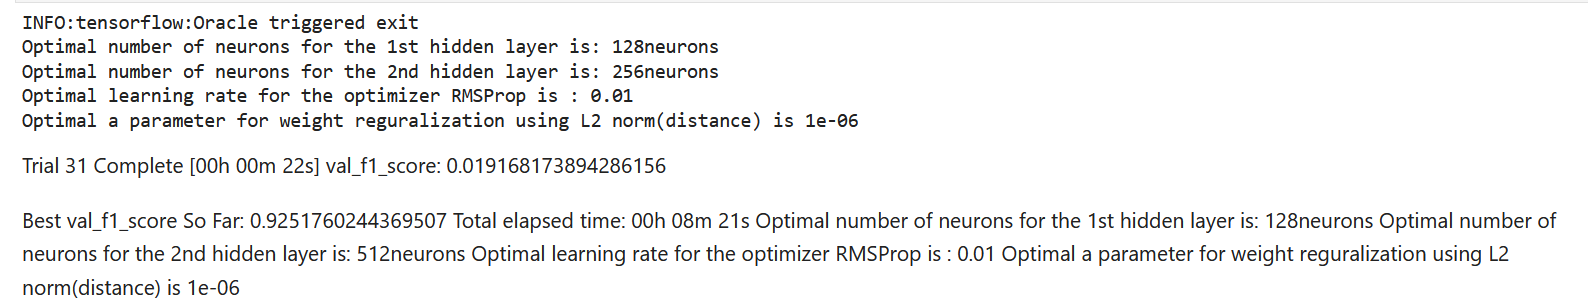 INFO:tensorflow:Oracle triggered exit
Optimal number of neurons for the 1st hidden layer is: 128neurons
Optimal number of neurons for the 2nd hidden layer is: 256neurons
Optimal learning rate for the optimizer RMSProp is : 0.01
Optimal a parameter for weight reguralization using L2 norm(distance) is 1e-06
Trial 31 Complete [00h 00m 22s] val_f1_score: 0.019168173894286156
Best val_f1_score So Far: 0.9251760244369507 Total elapsed time: 00h 08m 21s Optimal number of neurons for the 1st hidden layer is: 128neurons Optimal number of
neurons for the 2nd hidden layer is: 512neurons Optimal learning rate for the optimizer RMSProp is : 0.01 Optimal a parameter for weight reguralization using L2
norm(distance) is 1e-06